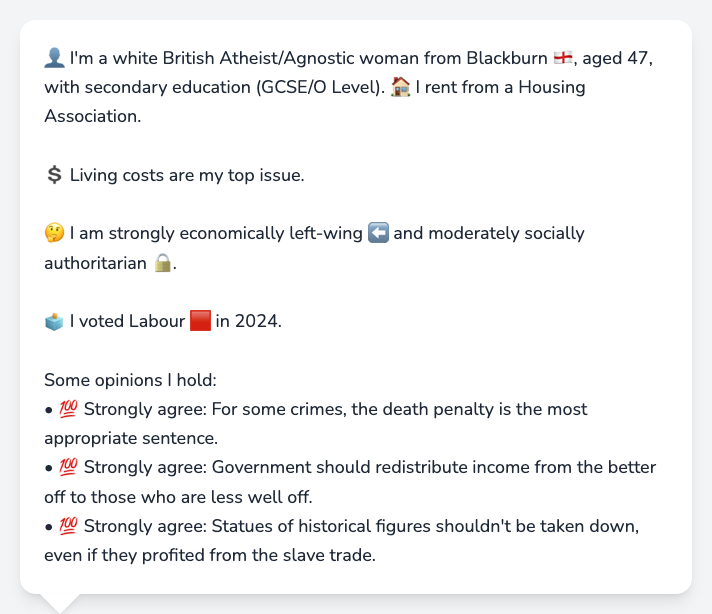 👤 I'm a white British Atheist/Agnostic woman from Blackburn 🏴󠁧󠁢󠁥󠁮󠁧󠁿, aged 47,
with secondary education (GCSE/O Level). 🏠 I rent from a Housing
Association.
💲 Living costs are my top issue.
🤔 I am strongly economically left-wing ⬅️ and moderately socially
authoritarian 🔒.
🗳️ I voted Labour 🟥 in 2024.
Some opinions I hold:
• 💯 Strongly agree: For some crimes, the death penalty is the most
appropriate sentence.
• 💯 Strongly agree: Government should redistribute income from the better
off to those who are less well off.
• 💯 Strongly agree: Statues of historical figures shouldn't be taken down,
even if they profited from the slave trade.